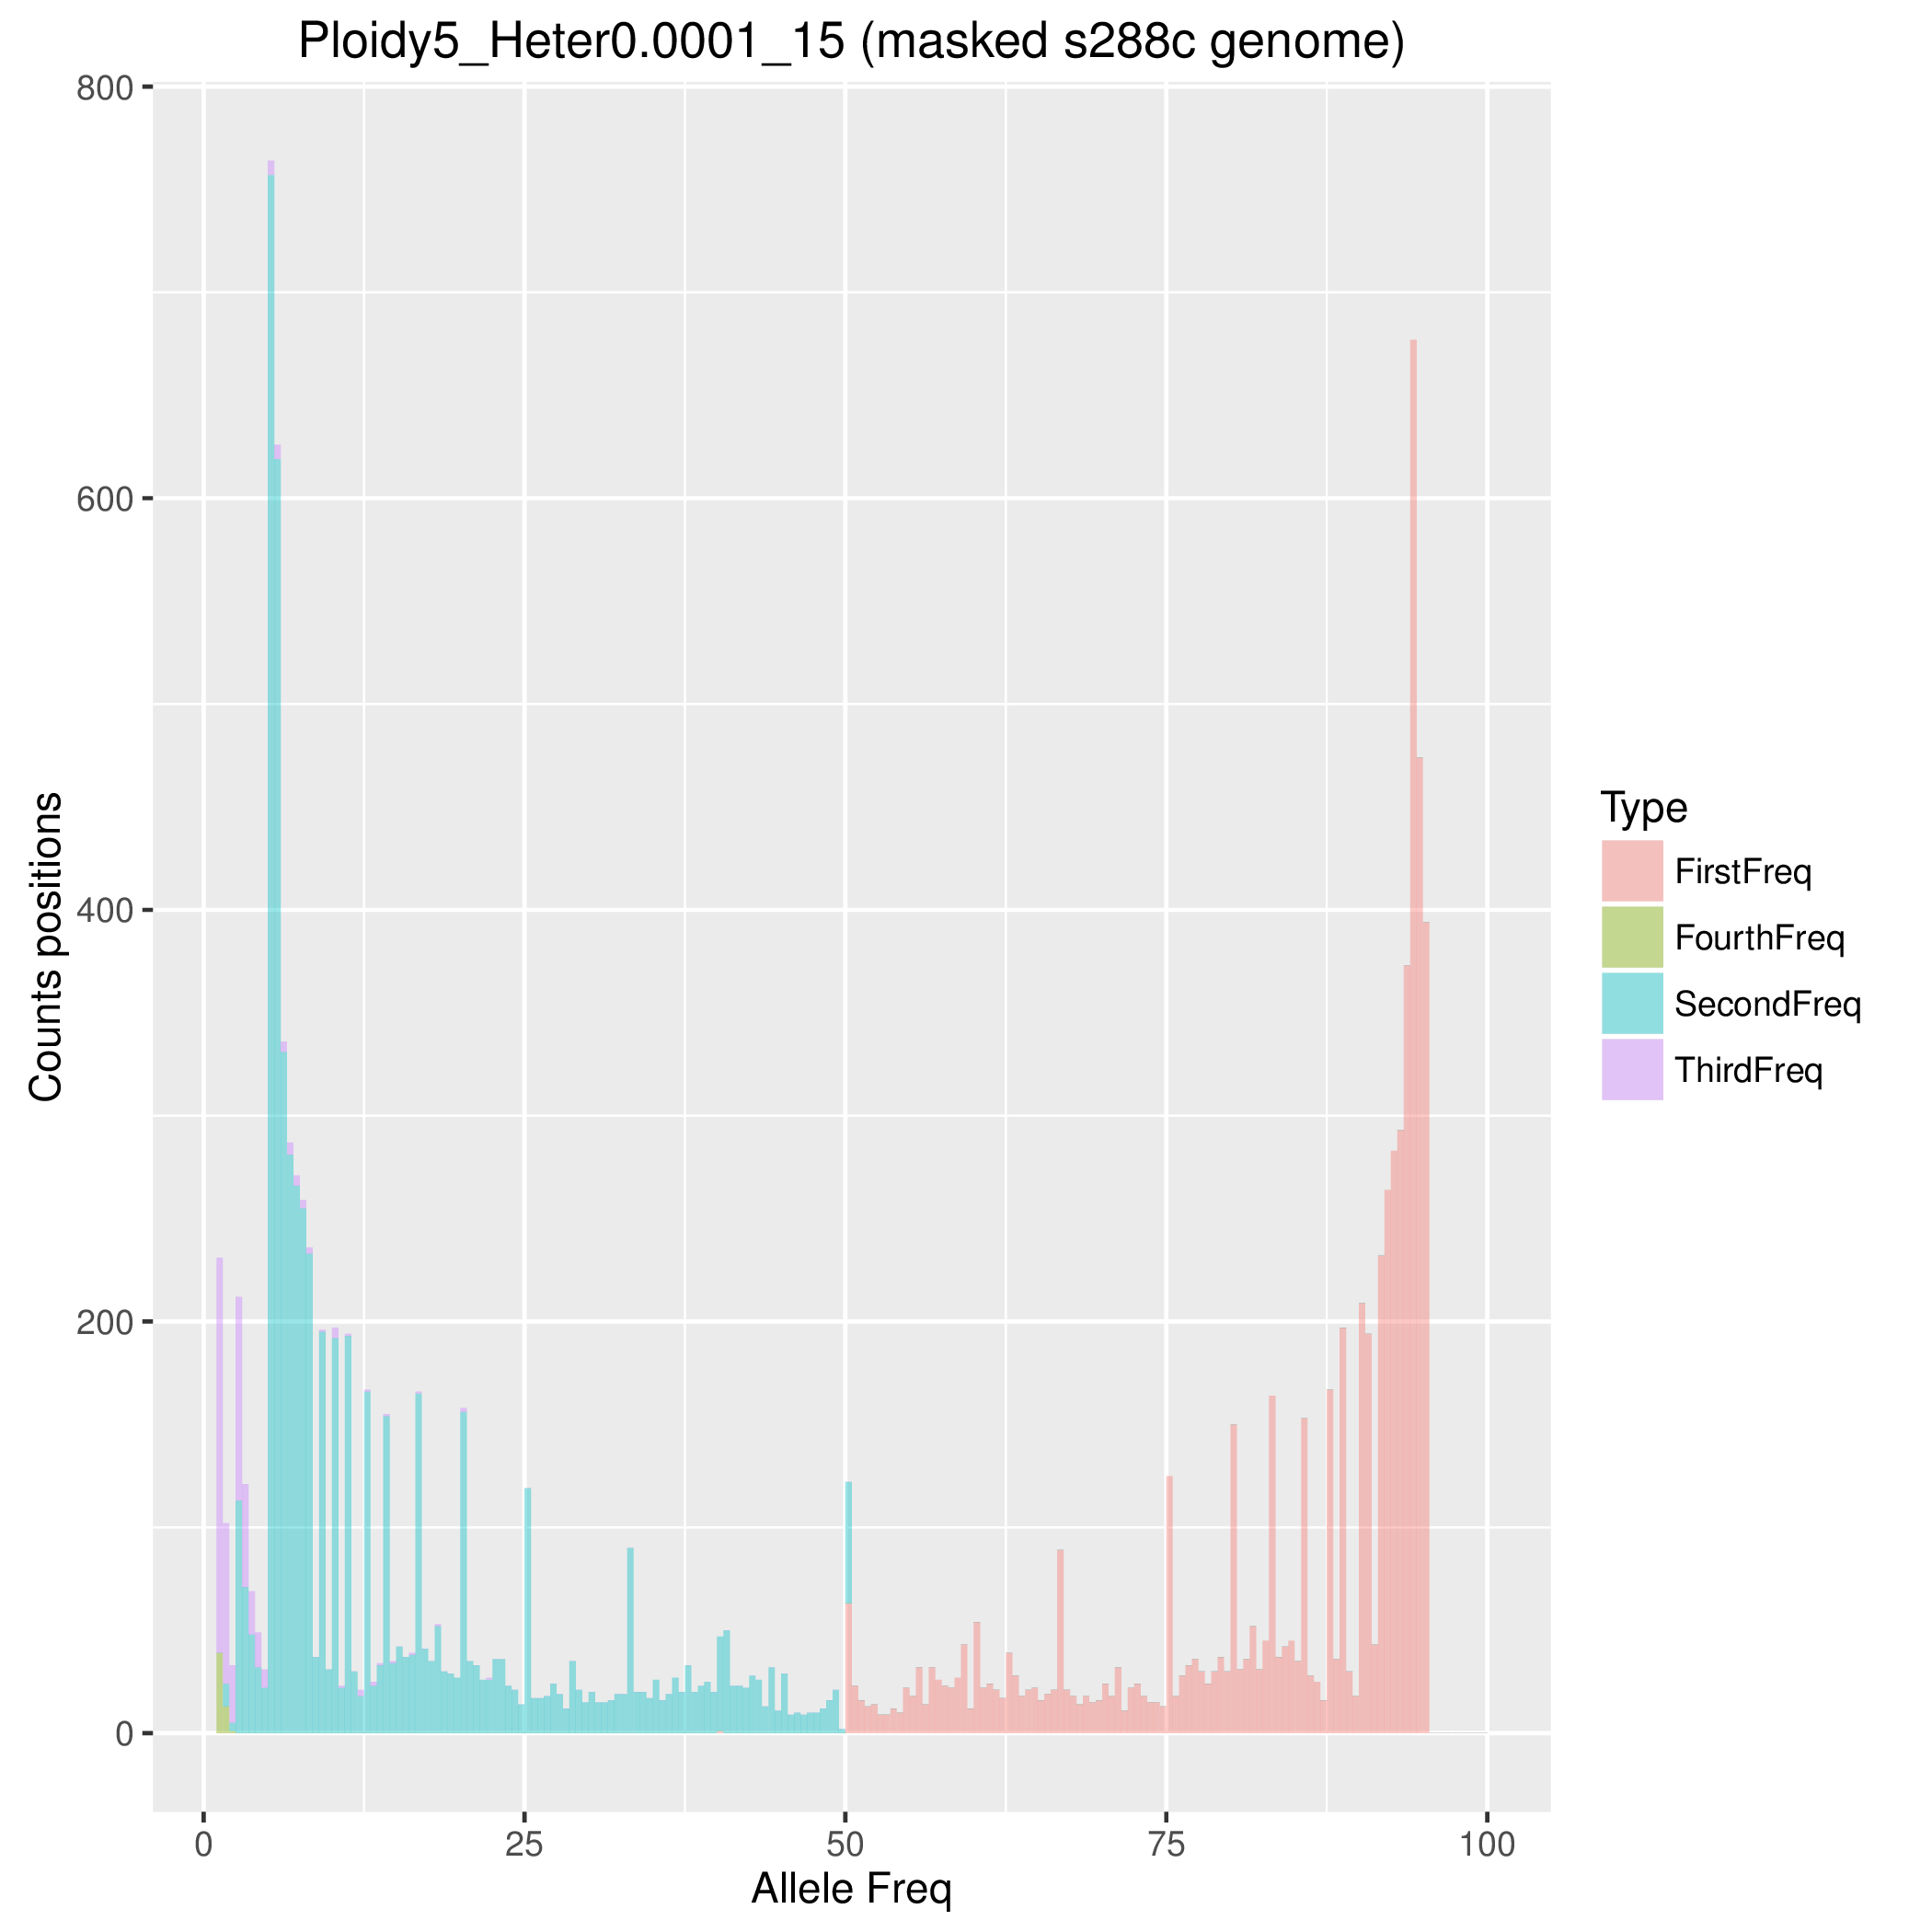 Ploidy5_Heter0.0001_15 (masked s288c genome)
800
600
400
200
0
Counts positions
0 25 50 75 100
Allele Freq
Type
FirstFreq
FourthFreq
SecondFreq
ThirdFreq